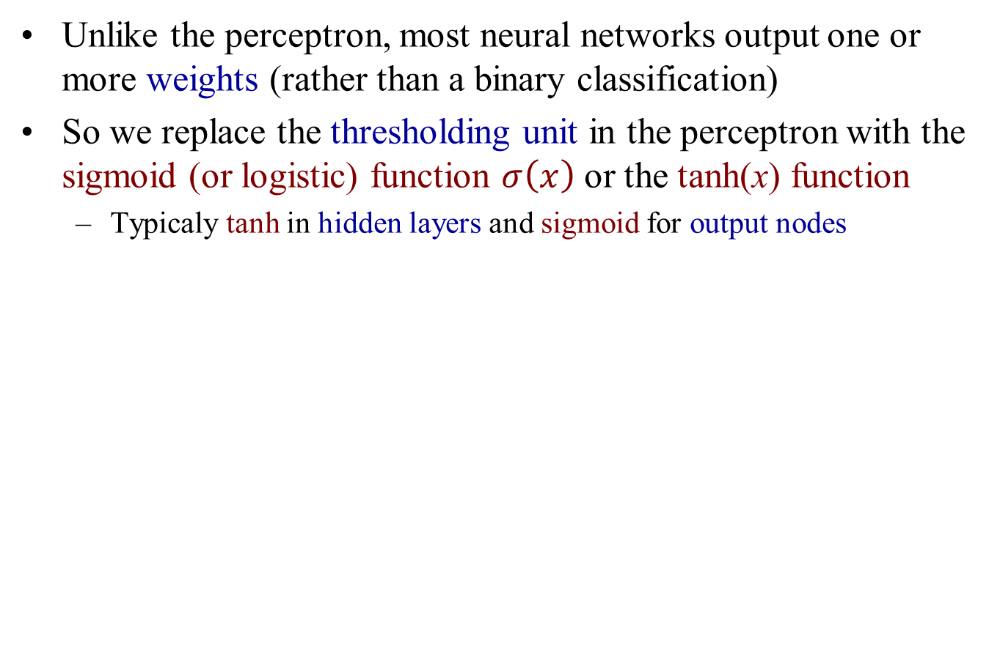 • Unlike the perceptron, most neural networks output one or
more weights (rather than a binary classification)
• So we replace the thresholding unit in the perceptron with the
sigmoid (or logistic) function 𝜎(𝑥) or the tanh(x) function
– Typicaly tanh in hidden layers and sigmoid for output nodes